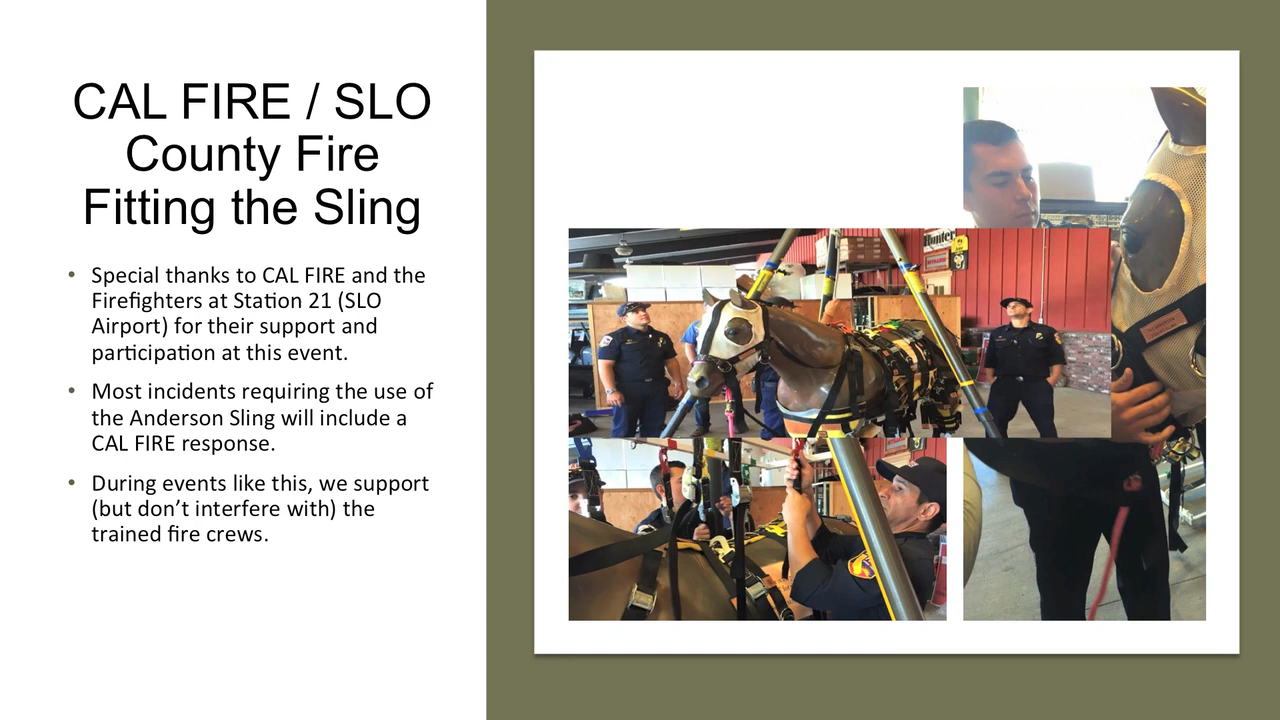 CAL FIRE / SLO
County Fire
Fitting the Sling
• Special thanks to CAL FIRE and the
Firefighters at Station 21 (SLO
Airport) for their support and
participation at this event.
• Most incidents requiring the use of
the Anderson Sling will include a
CAL FIRE response.
• During events like this, we support
(but don’t interfere with) the
trained fire crews.
Hunter